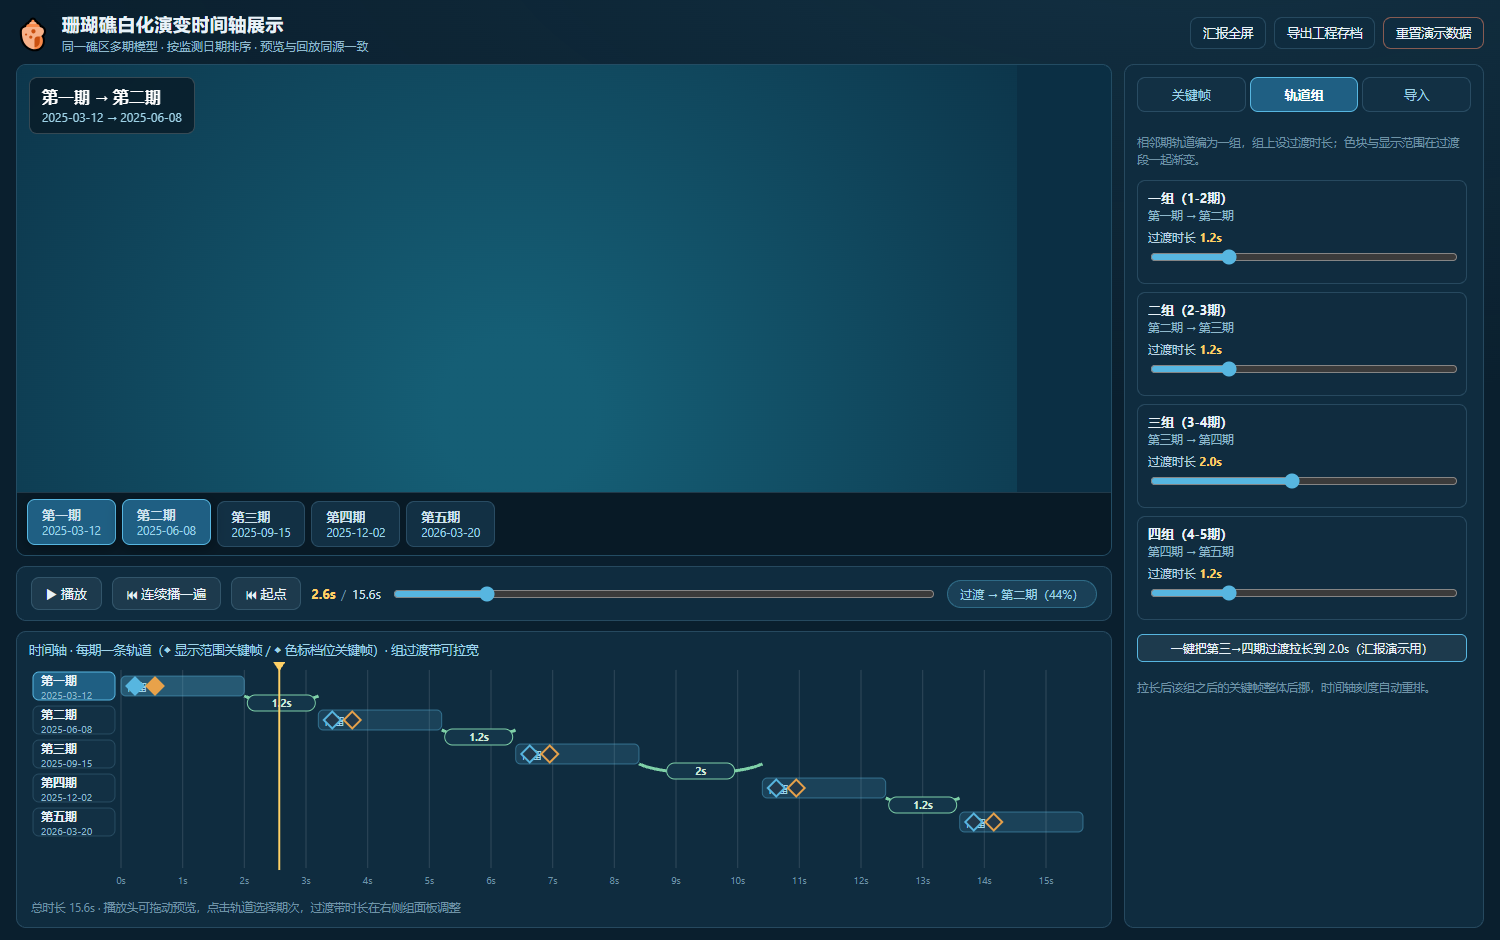 珊瑚礁白化演变时间轴展示
同一礁区多期模型 · 按监测日期排序 · 预览与回放同源一致
汇报全屏
导出工程存档
重置演示数据
第一期 → 第二期
2025-03-12 → 2025-06-08
第一期
2025-03-12
第二期
2025-06-08
第三期
2025-09-15
第四期
2025-12-02
第五期
2026-03-20
▶ 播放
⏮ 连续播一遍
⏮ 起点
2.6s / 15.6s
过渡 → 第二期（44%）
时间轴 · 每期一条轨道（◆ 显示范围关键帧 / ◆ 色标档位关键帧）· 组过渡带可拉宽
第一期
2025-03-12
1.2s
第二期
2025-06-08
1.2s
第三期
2025-09-15
2s
第四期
2025-12-02
1.2s
第五期
2026-03-20
0s 1s 2s 3s 4s 5s 6s 7s 8s 9s 10s 11s 12s 13s 14s 15s
总时长 15.6s · 播放头可拖动预览，点击轨道选择期次，过渡带时长在右侧组面板调整
关键帧
轨道组
导入
相邻期轨道编为一组，组上设过渡时长；色块与显示范围在过渡
段一起渐变。
一组（1-2期）
第一期 → 第二期
过渡时长 1.2s
二组（2-3期）
第二期 → 第三期
过渡时长 1.2s
三组（3-4期）
第三期 → 第四期
过渡时长 2.0s
四组（4-5期）
第四期 → 第五期
过渡时长 1.2s
一键把第三→四期过渡拉长到 2.0s（汇报演示用）
拉长后该组之后的关键帧整体后挪，时间轴刻度自动重排。